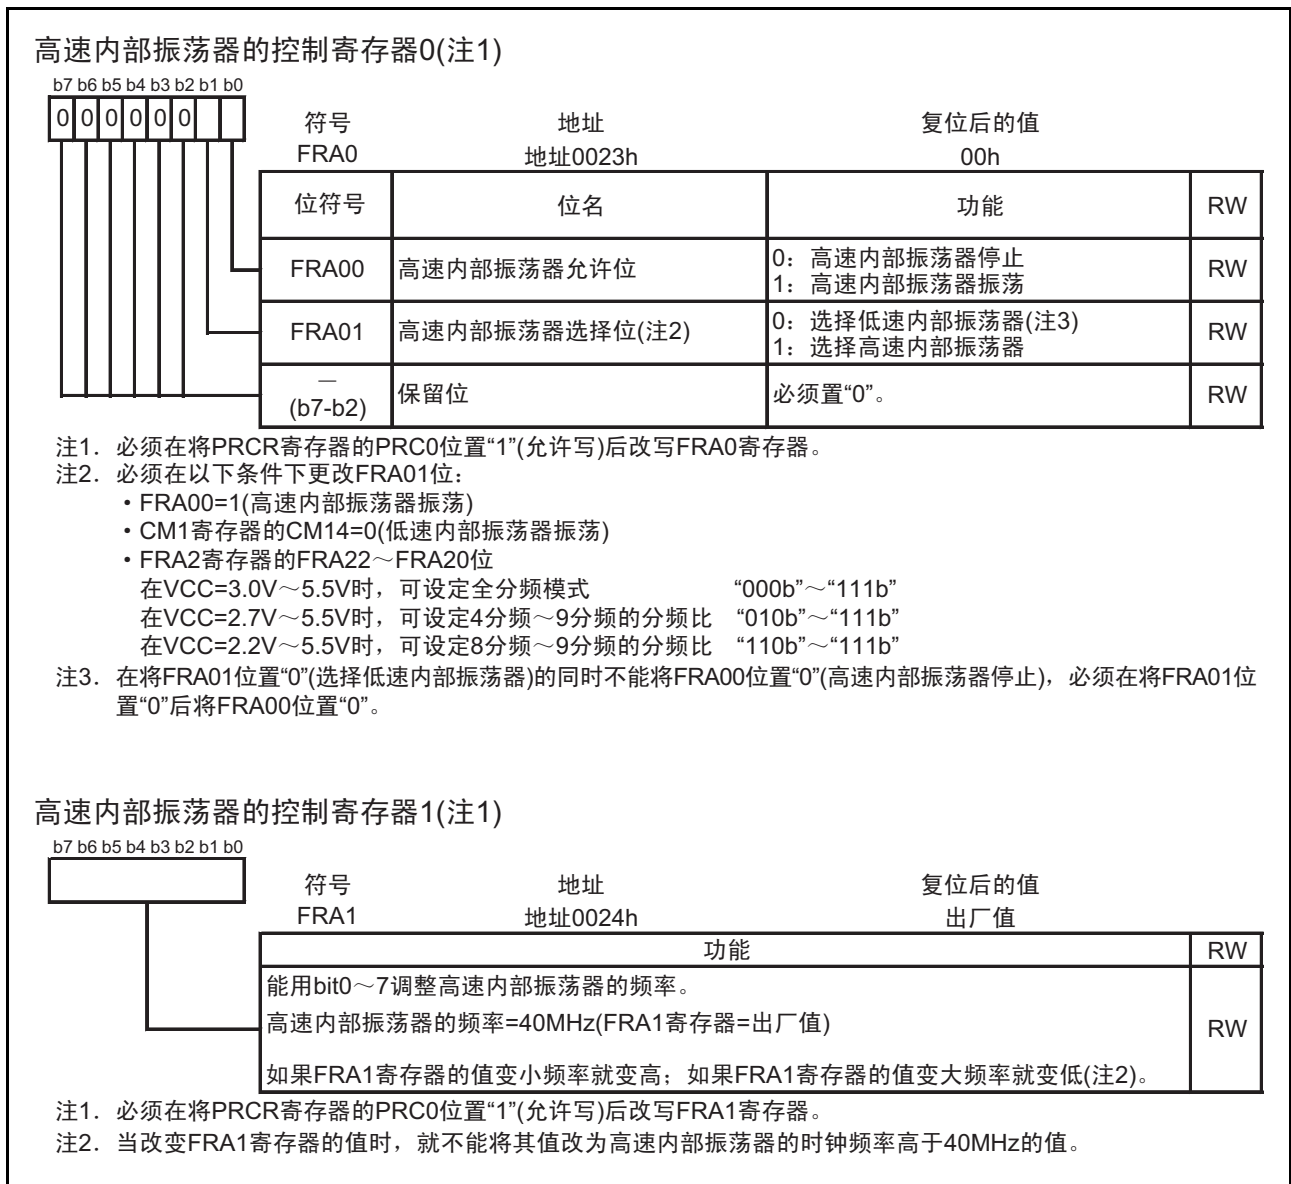 高速内部振荡器的控制寄存器0(注1)
b7 b6 b5 b4 b3 b2 b1 b0
0 0 0 0 0 0
符号 地址 复位后的值
FRA0 地址0023h 00h
位符号 位名 功能 RW
FRA00 高速内部振荡器允许位 0：高速内部振荡器停止 RW
1：高速内部振荡器振荡
FRA01 高速内部振荡器选择位(注2) 0：选择低速内部振荡器(注3) RW
1：选择高速内部振荡器
—
(b7-b2) 保留位 必须置“0”。 RW
注1．必须在将PRCR寄存器的PRC0位置“1”(允许写)后改写FRA0寄存器。
注2．必须在以下条件下更改FRA01位：
・FRA00=1(高速内部振荡器振荡)
・CM1寄存器的CM14=0(低速内部振荡器振荡)
・FRA2寄存器的FRA22～FRA20位
在VCC=3.0V～5.5V时，可设定全分频模式 “000b”～“111b”
在VCC=2.7V～5.5V时，可设定4分频～9分频的分频比 “010b”～“111b”
在VCC=2.2V～5.5V时，可设定8分频～9分频的分频比 “110b”～“111b”
注3．在将FRA01位置“0”(选择低速内部振荡器)的同时不能将FRA00位置“0”(高速内部振荡器停止)，必须在将FRA01位
置“0”后将FRA00位置“0”。
高速内部振荡器的控制寄存器1(注1)
b7 b6 b5 b4 b3 b2 b1 b0
符号 地址 复位后的值
FRA1 地址0024h 出厂值
功能 RW
能用bit0～7调整高速内部振荡器的频率。
高速内部振荡器的频率=40MHz(FRA1寄存器=出厂值) RW
如果FRA1寄存器的值变小频率就变高；如果FRA1寄存器的值变大频率就变低(注2)。
注1．必须在将PRCR寄存器的PRC0位置“1”(允许写)后改写FRA1寄存器。
注2．当改变FRA1寄存器的值时，就不能将其值改为高速内部振荡器的时钟频率高于40MHz的值。